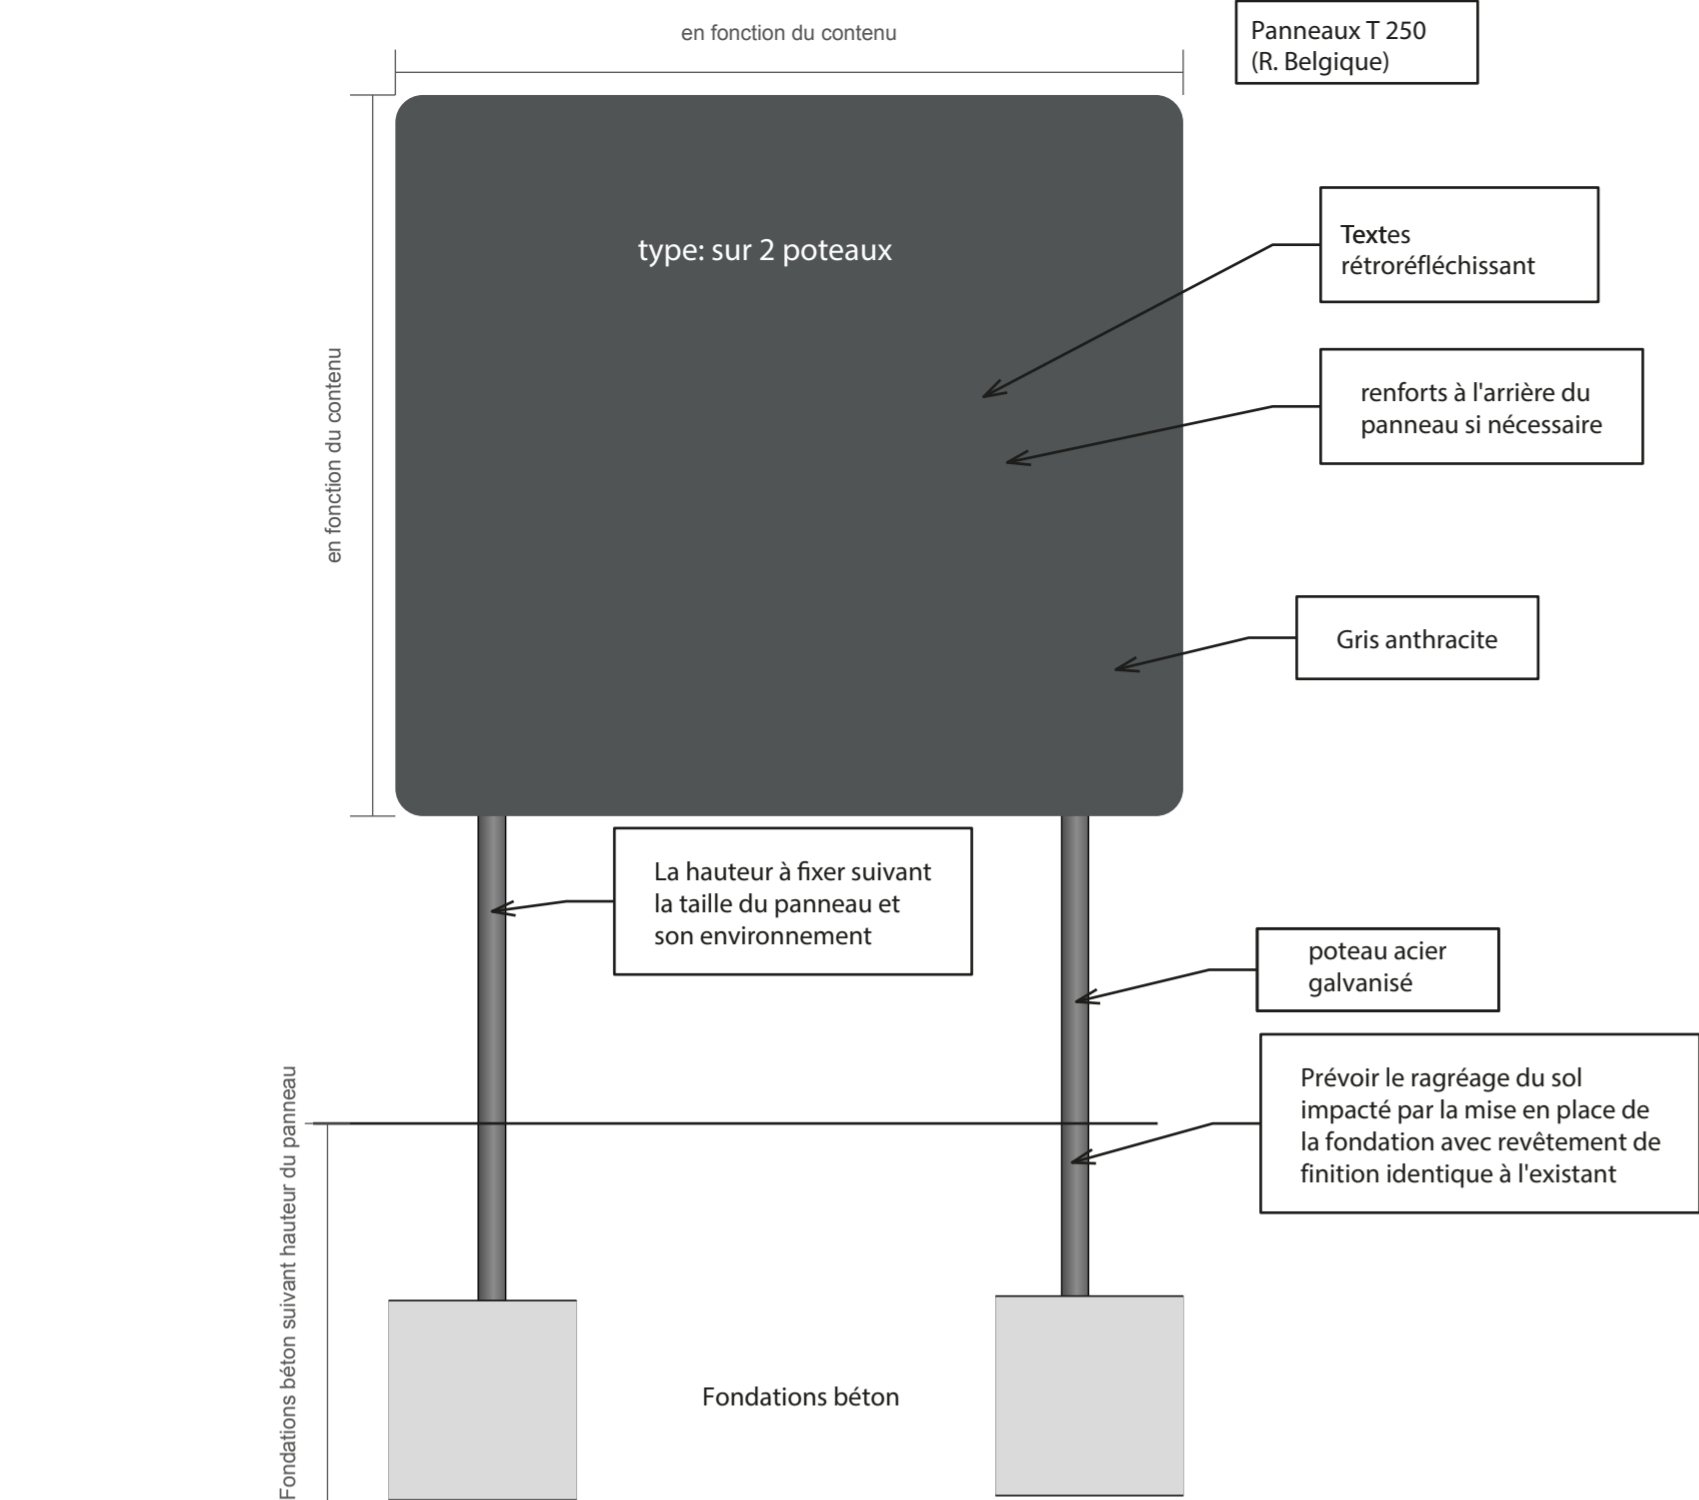 en fonction du contenu
Panneaux T 250
(R. Belgique)
type: sur 2 poteaux
Textes
rétroréfléchissant
en fonction du contenu
renforts à l'arrière du
panneau si nécessaire
Gris anthracite
La hauteur à fixer suivant
la taille du panneau et
son environnement
poteau acier
galvanisé
Prévoir le ragréage du sol
impacté par la mise en place de
la fondation avec revêtement de
finition identique à l'existant
Fondations béton suivant hauteur du panneau
Fondations béton